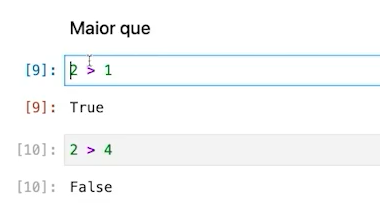 Maior que
[9]: 2 > 1
[9]: True
[10]: 2 > 4
[10]: False